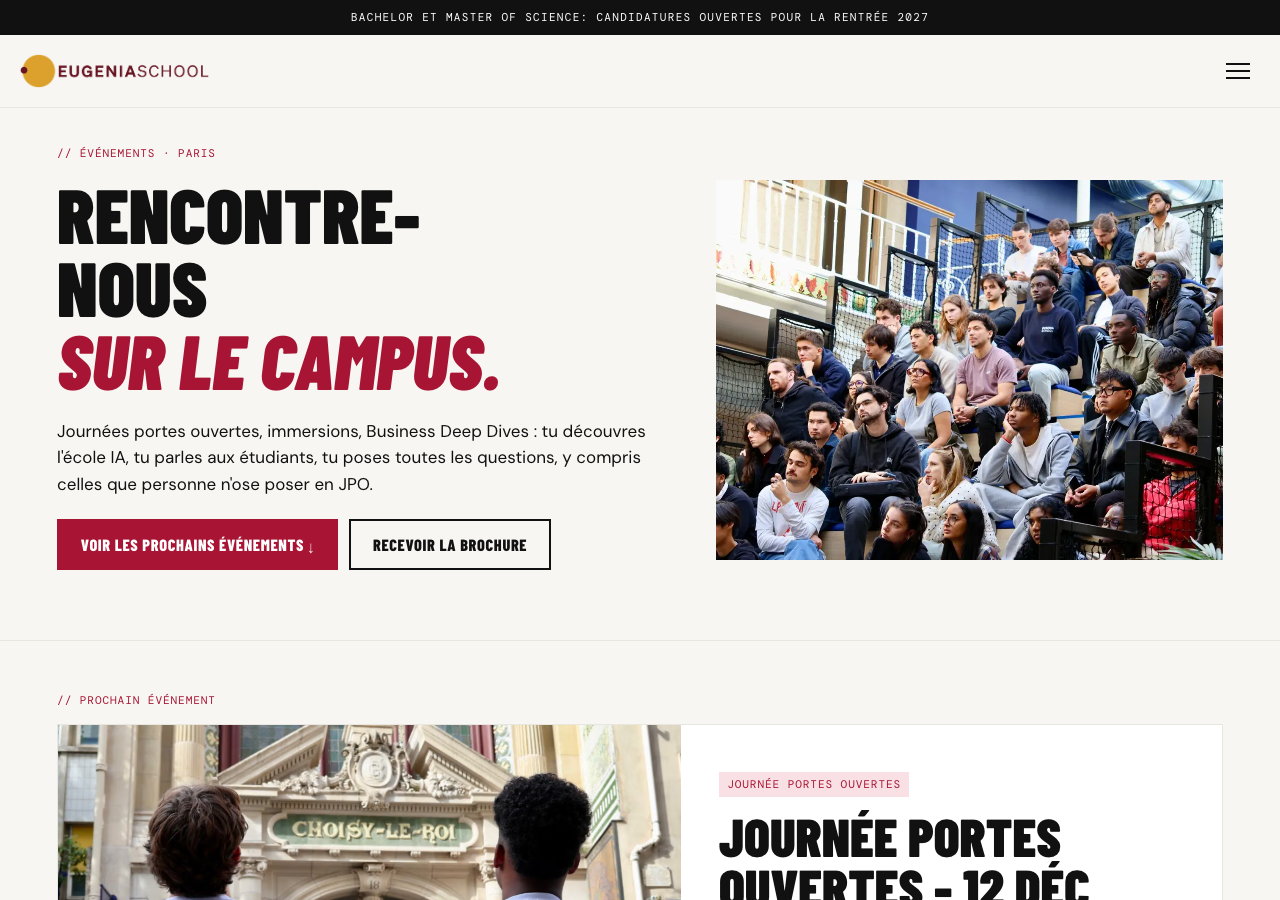 BACHELOR ET MASTER OF SCIENCE: CANDIDATURES OUVERTES POUR LA RENTRÉE 2027
EUGENIASCHOOL
// ÉVÉNEMENTS · PARIS
RENCONTRE-
NOUS
SUR LE CAMPUS.
Journées portes ouvertes, immersions, Business Deep Dives : tu découvres
l'école IA, tu parles aux étudiants, tu poses toutes les questions, y compris
celles que personne n'ose poser en JPO.
VOIR LES PROCHAINS ÉVÉNEMENTS ↓
RECEVOIR LA BROCHURE
// PROCHAIN ÉVÉNEMENT
CHOISY-LE-ROI
JOURNÉE PORTES OUVERTES
JOURNÉE PORTES
OUVERTES – 12 DÉC